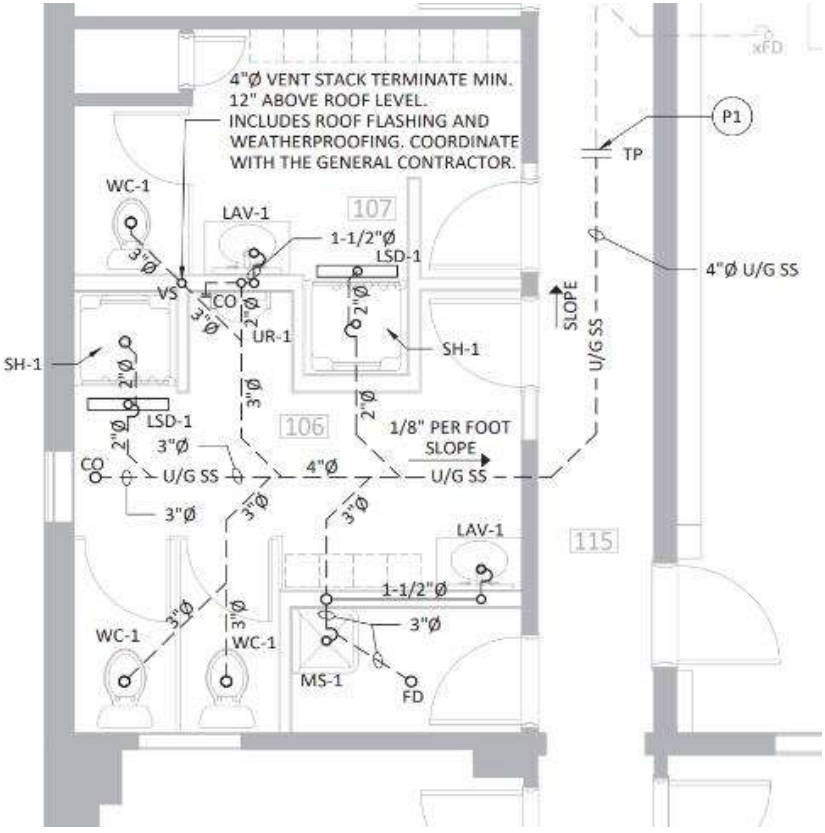 xFD
4"Ø VENT STACK TERMINATE MIN.
12" ABOVE ROOF LEVEL.
INCLUDES ROOF FLASHING AND
WEATHERPROOFING. COORDINATE
WITH THE GENERAL CONTRACTOR.
P1
TP
WC-1
LAV-1
107
1-1/2"Ø
LSD-1
3"Ø
4"Ø U/G SS
VS
CO
2"Ø
2"Ø
3"Ø
UR-1
SLOPE
U/G SS
SH-1
SH-1
2"Ø
3"Ø
2"Ø
LSD-1
106
2"Ø
3"Ø
1/8" PER FOOT
SLOPE
CO
U/G SS
4"Ø
U/G SS
3"Ø
3"Ø
3"Ø
LAV-1
115
1-1/2"Ø
3"Ø
3"Ø
3"Ø
WC-1
WC-1
MS-1
FD